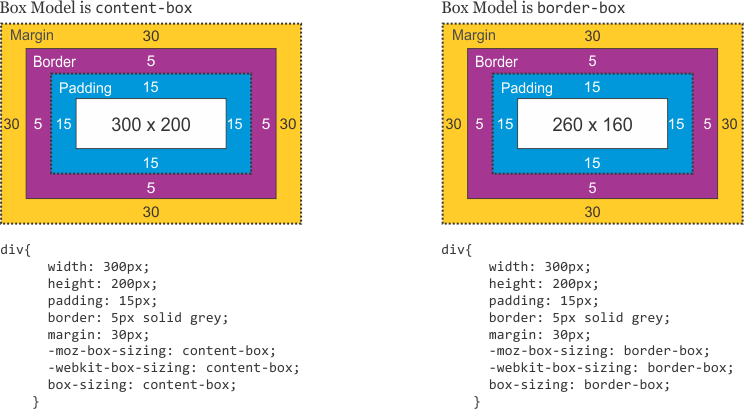 Box Model is content-box
Margin
30
Border
5
Padding
15
30 5 15 300 x 200 15 5 30
15
5
30
div{
width: 300px;
height: 200px;
padding: 15px;
border: 5px solid grey;
margin: 30px;
-moz-box-sizing: content-box;
-webkit-box-sizing: content-box;
box-sizing: content-box;
}
Box Model is border-box
Margin
30
Border
5
Padding
15
30 5 15 260 x 160 15 5 30
15
5
30
div{
width: 300px;
height: 200px;
padding: 15px;
border: 5px solid grey;
margin: 30px;
-moz-box-sizing: border-box;
-webkit-box-sizing: border-box;
box-sizing: border-box;
}